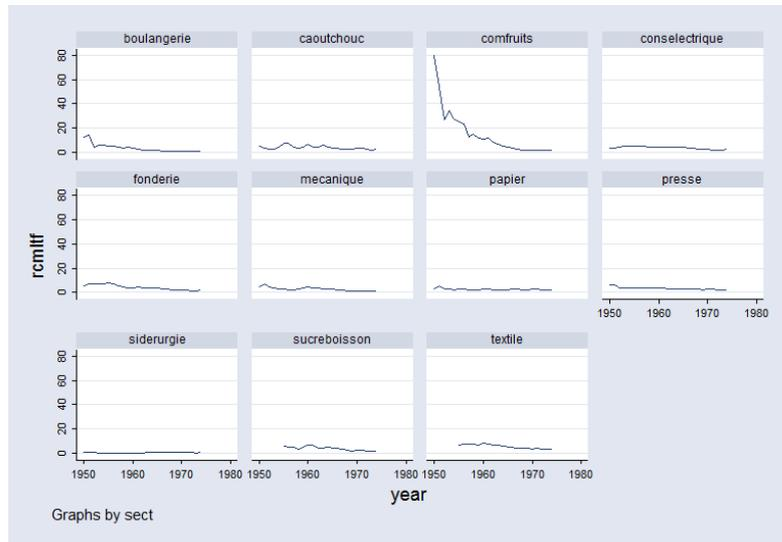 boulangerie caoutchouc comfruits conselectrique
80
60
40
20
0
fonderie mecanique papier presse
80
60
40
20
0
1950 1960 1970 1980
siderurgie sucreboisson textile
80
60
40
20
0
1950 1960 1970 1980 1950 1960 1970 1980 1950 1960 1970 1980
rcmltf
year
Graphs by sect